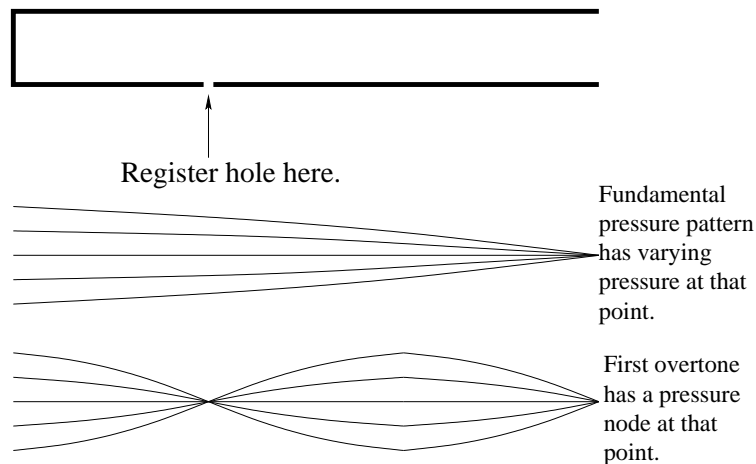 Register hole here.
Fundamental
pressure pattern
has varying
pressure at that
point.
First overtone
has a pressure
node at that
point.